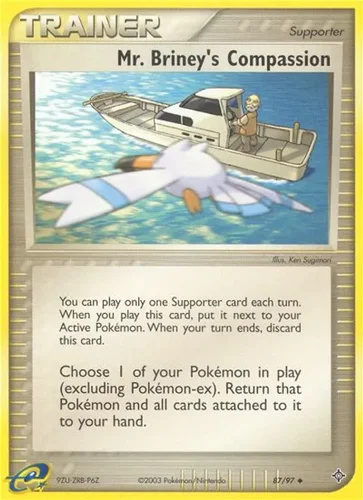 TRAINER
Supporter
Mr. Briney's Compassion
Illus. Ken Sugimori
You can play only one Supporter card each turn.
When you play this card, put it next to your
Active Pokémon. When your turn ends, discard
this card.
Choose 1 of your Pokémon in play
(excluding Pokémon-ex). Return that
Pokémon and all cards attached to it
to your hand.
9ZU-ZRB-P6Z
©2003 Pokémon/Nintendo
87/97 ◆
e